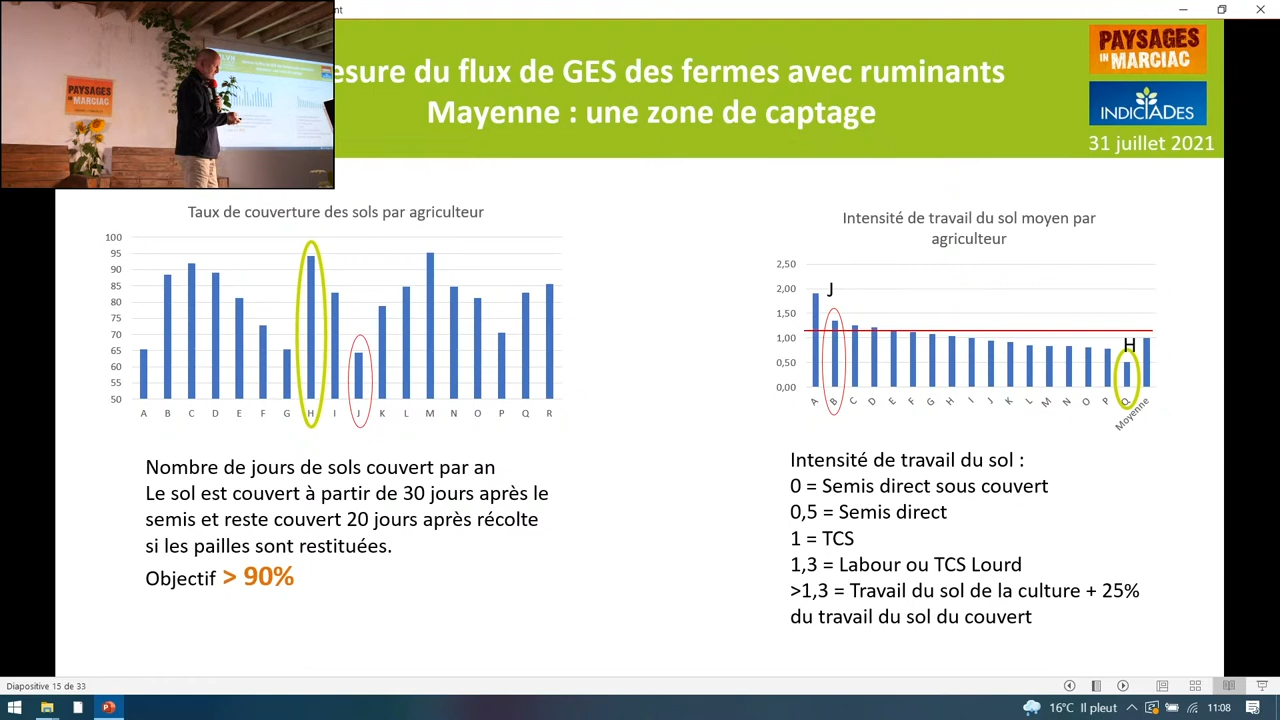 nt
esure du flux de GES des fermes avec ruminants
Mayenne : une zone de captage
PAYSAGES
IN MARCIAC
INDICIADES
31 juillet 2021
PAYSAGES
IN MARCIAC
Taux de couverture des sols par agriculteur
100
95
90
85
80
75
70
65
60
55
50
A B C D E F G H I J K L M N O P Q R
Nombre de jours de sols couvert par an
Le sol est couvert à partir de 30 jours après le
semis et reste couvert 20 jours après récolte
si les pailles sont restituées.
Objectif > 90%
Intensité de travail du sol moyen par
agriculteur
2,50
2,00
1,50
1,00
0,50
0,00
J
H
A B C D E F G H I J K L M N O P Q Moyenne
Intensité de travail du sol :
0 = Semis direct sous couvert
0,5 = Semis direct
1 = TCS
1,3 = Labour ou TCS Lourd
>1,3 = Travail du sol de la culture + 25%
du travail du sol du couvert
Diapositive 15 de 33
16°C Il pleut
11:08